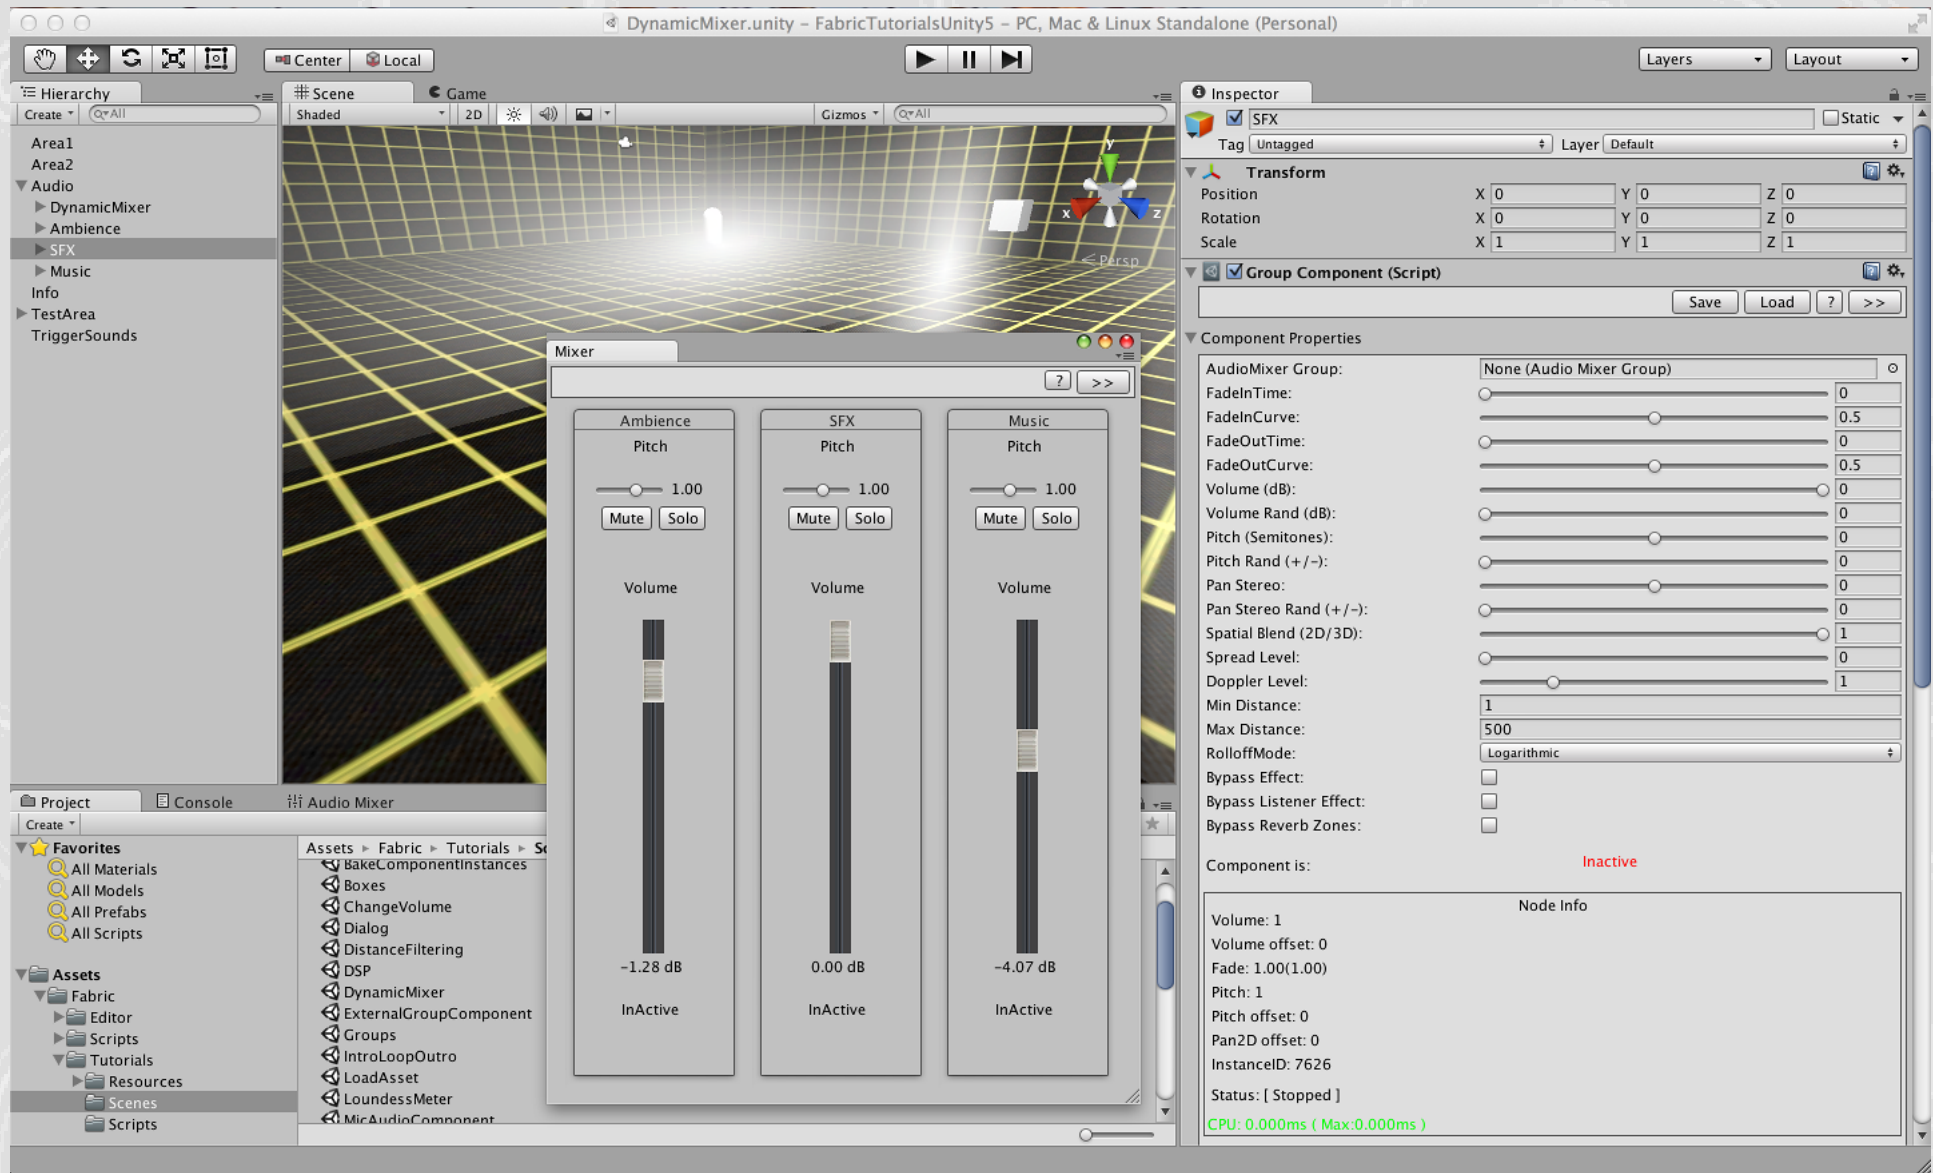 DynamicMixer.unity – FabricTutorialsUnity5 – PC, Mac & Linux Standalone (Personal)
Center Local
Layers Layout
Hierarchy
Create All
Area1
Area2
Audio
DynamicMixer
Ambience
SFX
Music
Info
TestArea
TriggerSounds
Scene Game
Shaded 2D Gizmos All
y
x z
Persp
Mixer
? >>
Ambience
Pitch
1.00
Mute Solo
Volume
-1.28 dB
InActive
SFX
Pitch
1.00
Mute Solo
Volume
0.00 dB
InActive
Music
Pitch
1.00
Mute Solo
Volume
-4.07 dB
InActive
Project Console Audio Mixer
Create
Favorites
All Materials
All Models
All Prefabs
All Scripts
Assets
Fabric
Editor
Scripts
Tutorials
Resources
Scenes
Scripts
Assets Fabric Tutorials
BakeComponentInstances
Boxes
ChangeVolume
Dialog
DistanceFiltering
DSP
DynamicMixer
ExternalGroupComponent
Groups
IntroLoopOutro
LoadAsset
LoundessMeter
MicAudioComponent
Inspector
SFX Static
Tag Untagged Layer Default
Transform
Position X 0 Y 0 Z 0
Rotation X 0 Y 0 Z 0
Scale X 1 Y 1 Z 1
Group Component (Script)
Save Load ? >>
Component Properties
AudioMixer Group: None (Audio Mixer Group)
FadeInTime: 0
FadeInCurve: 0.5
FadeOutTime: 0
FadeOutCurve: 0.5
Volume (dB): 0
Volume Rand (dB): 0
Pitch (Semitones): 0
Pitch Rand (+/-): 0
Pan Stereo: 0
Pan Stereo Rand (+/-): 0
Spatial Blend (2D/3D): 1
Spread Level: 0
Doppler Level: 1
Min Distance: 1
Max Distance: 500
RolloffMode: Logarithmic
Bypass Effect:
Bypass Listener Effect:
Bypass Reverb Zones:
Component is: Inactive
Node Info
Volume: 1
Volume offset: 0
Fade: 1.00(1.00)
Pitch: 1
Pitch offset: 0
Pan2D offset: 0
InstanceID: 7626
Status: [ Stopped ]
CPU: 0.000ms ( Max:0.000ms )